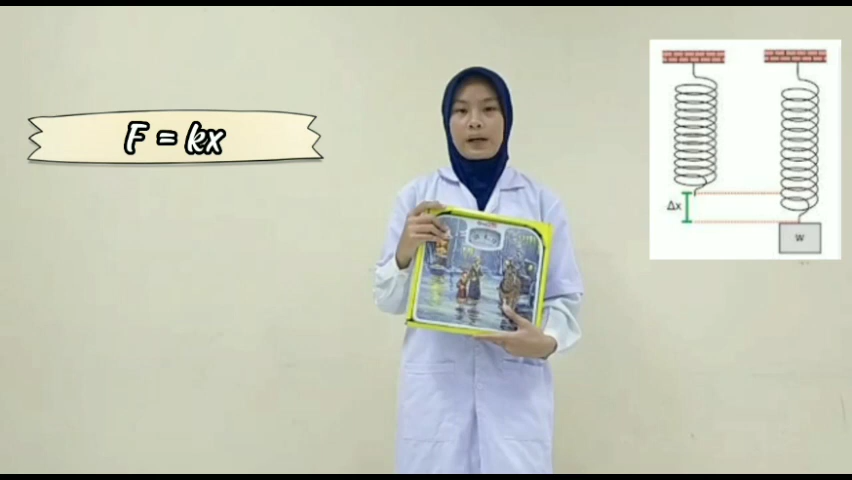 F = kx
Δx
w